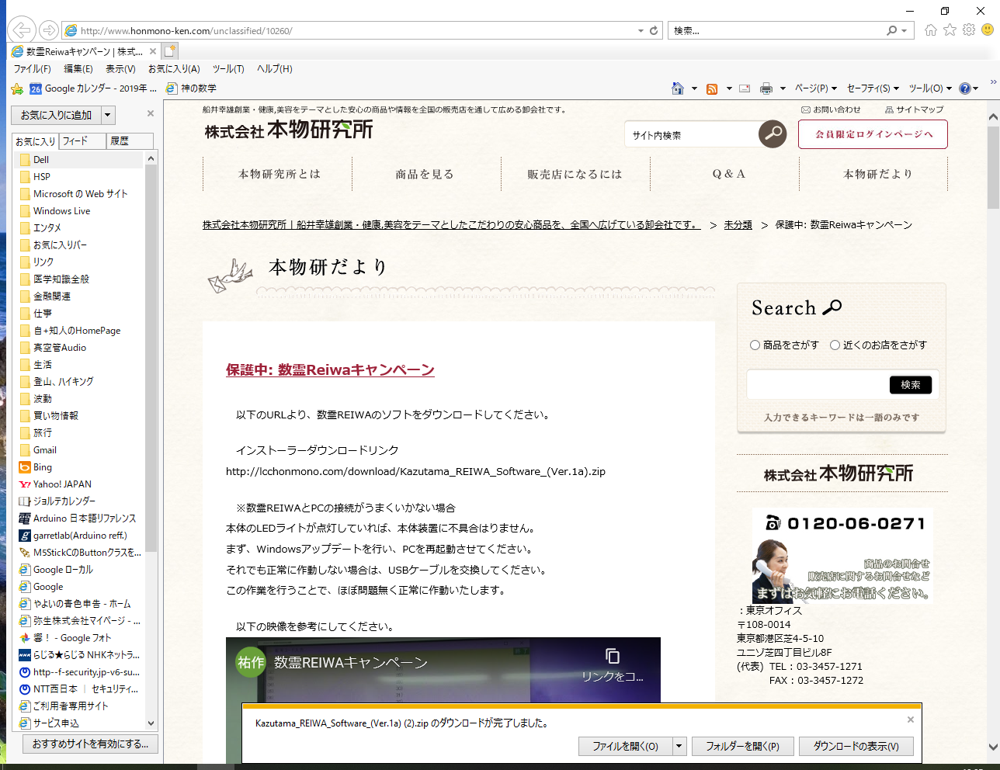 http://www.honmono-ken.com/unclassified/10260/
検索...
数霊Reiwaキャンペーン | 株式...
ファイル(F) 編集(E) 表示(V) お気に入り(A) ツール(T) ヘルプ(H)
26 Google カレンダー - 2019年 ... 神の数学
ページ(P) セーフティ(S) ツール(O)
お気に入りに追加
お気に入り フィード 履歴
Dell
HSP
Microsoft の Web サイト
Windows Live
エンタメ
お気に入りバー
リンク
医学知識全般
金融関連
仕事
自+知人のHomePage
真空管Audio
生活
登山、ハイキング
波動
買い物情報
旅行
Gmail
Bing
Yahoo! JAPAN
ジョルテカレンダー
Arduino 日本語リファレンス
garretlab(Arduino reff.)
M5StickCのButtonクラスを...
Google ローカル
Google
やよいの青色申告 - ホーム
弥生株式会社マイページ - ...
響！ - Google フォト
らじる★らじる NHKネットラ...
http--f-security.jp-v6-su...
NTT西日本 ｜ セキュリティ...
ご利用者専用サイト
サービス申込
おすすめサイトを有効にする...
船井幸雄創業・健康,美容をテーマとした安心の商品や情報を全国の販売店を通して広める卸会社です。
株式会社 本物研究所
お問い合わせ サイトマップ
サイト内検索
会員限定ログインページへ
本物研究所とは 商品を見る 販売店になるには Q&A 本物研だより
株式会社本物研究所 | 船井幸雄創業・健康,美容をテーマとしたこだわりの安心商品を、全国へ広げている卸会社です。 > 未分類 > 保護中: 数霊Reiwaキャンペーン
本物研だより
保護中: 数霊Reiwaキャンペーン
以下のURLより、数霊REIWAのソフトをダウンロードしてください。
インストーラーダウンロードリンク
http://lcchonmono.com/download/Kazutama_REIWA_Software_(Ver.1a).zip
※数霊REIWAとPCの接続がうまくいかない場合
本体のLEDライトが点灯していれば、本体装置に不具合はりません。
まず、Windowsアップデートを行い、PCを再起動させてください。
それでも正常に作動しない場合は、USBケーブルを交換してください。
この作業を行うことで、ほぼ問題無く正常に作動いたします。
以下の映像を参考にしてください。
祐作 数霊REIWAキャンペーン
リンクをコ...
Search
商品をさがす 近くのお店をさがす
検索
入力できるキーワードは一語のみです
株式会社 本物研究所
0120-06-0271
商品のお問合せ
販売店に関するお問合せなど
まずはお気軽にお電話ください。
：東京オフィス
〒108-0014
東京都港区芝4-5-10
ユニゾ芝四丁目ビル8F
(代表) TEL：03-3457-1271
FAX：03-3457-1272
Kazutama_REIWA_Software_(Ver.1a) (2).zip のダウンロードが完了しました。
ファイルを開く(O) フォルダーを開く(P) ダウンロードの表示(V)